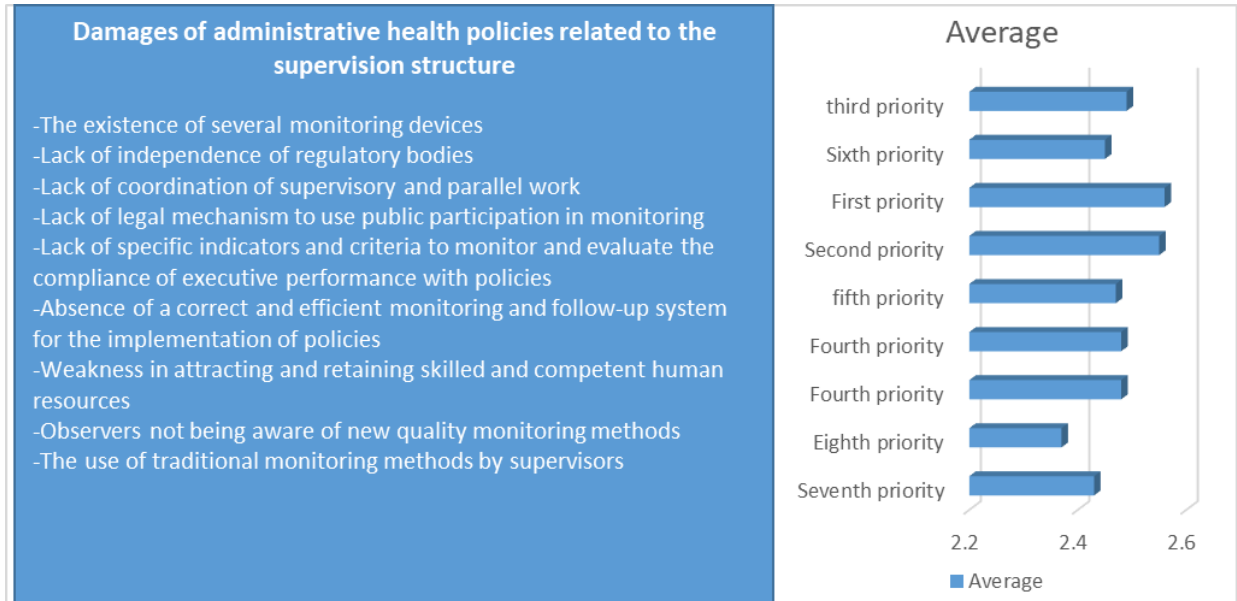 Damages of administrative health policies related to the
supervision structure
-The existence of several monitoring devices
-Lack of independence of regulatory bodies
-Lack of coordination of supervisory and parallel work
-Lack of legal mechanism to use public participation in monitoring
-Lack of specific indicators and criteria to monitor and evaluate the
compliance of executive performance with policies
-Absence of a correct and efficient monitoring and follow-up system
for the implementation of policies
-Weakness in attracting and retaining skilled and competent human
resources
-Observers not being aware of new quality monitoring methods
-The use of traditional monitoring methods by supervisors
Average
third priority
Sixth priority
First priority
Second priority
fifth priority
Fourth priority
Fourth priority
Eighth priority
Seventh priority
2.2 2.4 2.6
Average